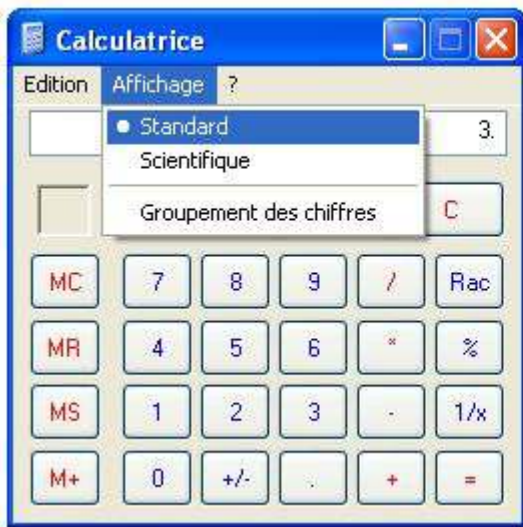 Calculatrice
Edition Affichage ?
Standard 3.
Scientifique
Groupement des chiffres C
MC 7 8 9 / Rac
MR 4 5 6 * %
MS 1 2 3 - 1/x
M+ 0 +/- . + =